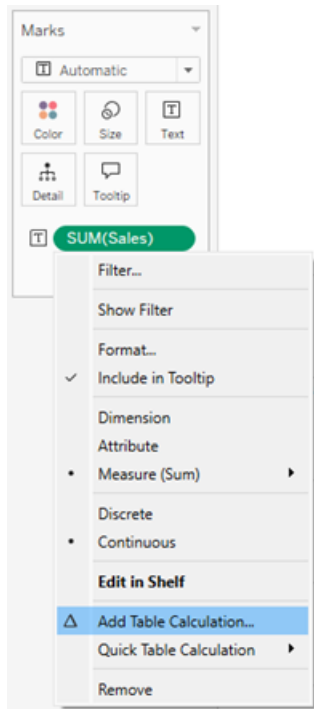 Marks
T Automatic
Color Size T Text
Detail Tooltip
T SUM(Sales)
Filter...
Show Filter
Format...
Include in Tooltip
Dimension
Attribute
Measure (Sum)
Discrete
Continuous
Edit in Shelf
Add Table Calculation...
Quick Table Calculation
Remove